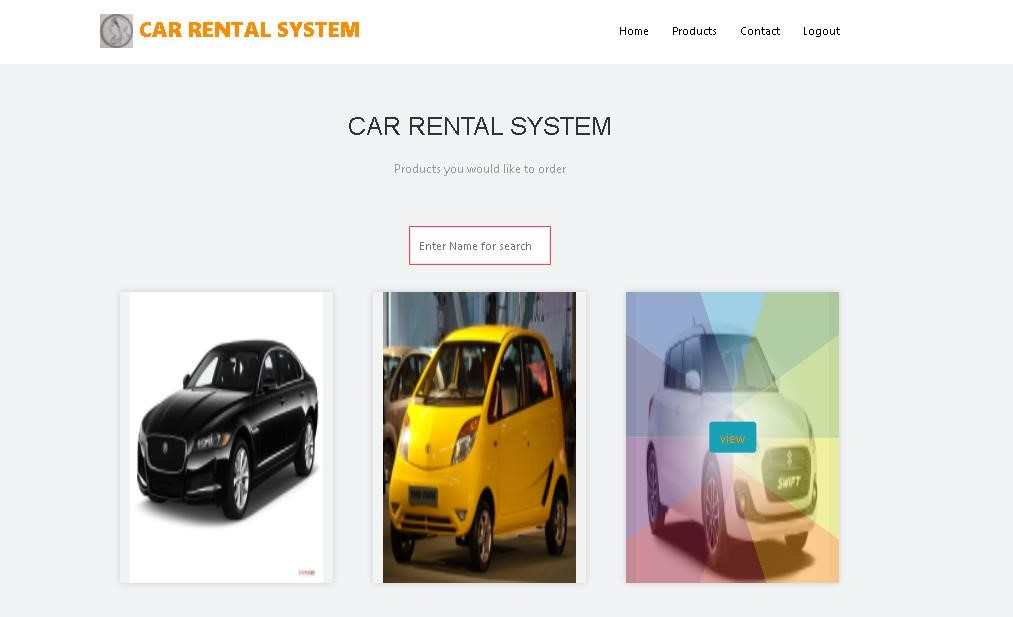 CAR RENTAL SYSTEM
Home Products Contact Logout
CAR RENTAL SYSTEM
Products you would like to order
Enter Name for search
view
SWIFT